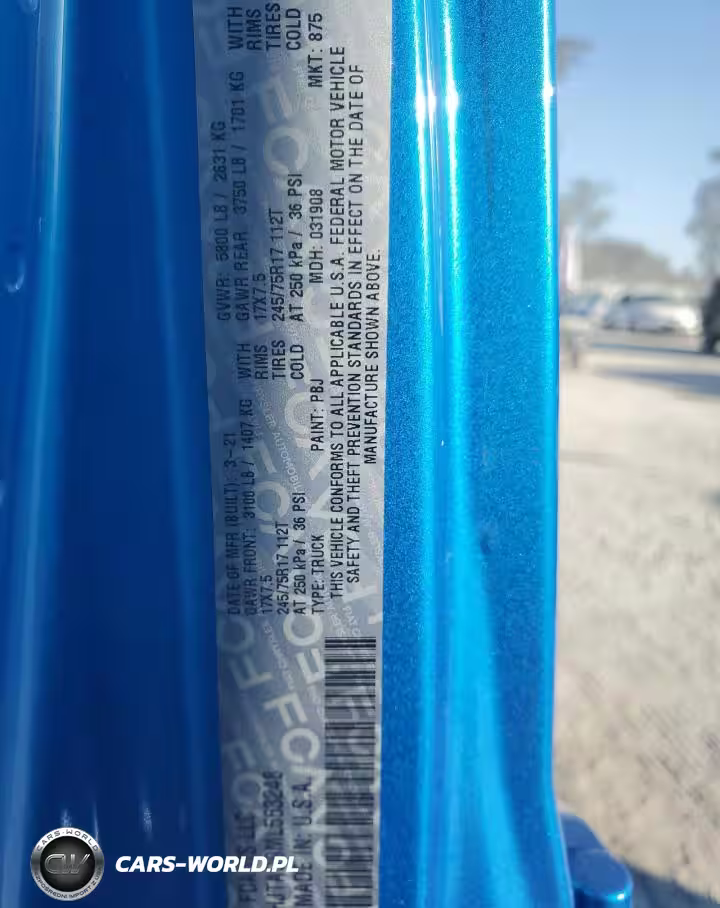 FCA US LLC
DATE OF MFR (BUILT): 3-21 GVWR: 5800 LB / 2631 KG
GAWR FRONT: 3100 LB / 1407 KG WITH GAWR REAR 3750 LB / 1701 KG WITH
17X7.5 RIMS 17X7.5 RIMS
245/75R17 112T TIRES 245/75R17 112T TIRES
AT 250 kPa / 36 PSI COLD AT 250 kPa / 36 PSI COLD
MADE IN: U.S.A. TYPE: TRUCK PAINT: PBJ MDH: 031908 MKT: 875
THIS VEHICLE CONFORMS TO ALL APPLICABLE U.S.A. FEDERAL MOTOR VEHICLE
SAFETY AND THEFT PREVENTION STANDARDS IN EFFECT ON THE DATE OF
MANUFACTURE SHOWN ABOVE.
CARS-WORLD
CW
CARS-WORLD.PL